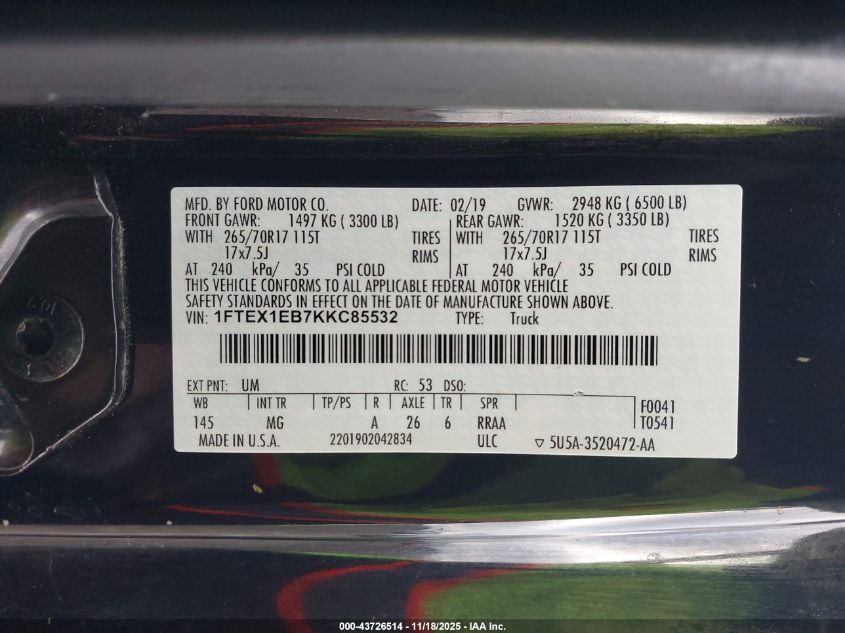 MFD. BY FORD MOTOR CO. DATE: 02/19 GVWR: 2948 KG ( 6500 LB)
FRONT GAWR: 1497 KG ( 3300 LB) REAR GAWR: 1520 KG ( 3350 LB)
WITH 265/70R17 115T TIRES WITH 265/70R17 115T TIRES
17x7.5J RIMS 17x7.5J RIMS
AT 240 kPa/ 35 PSI COLD AT 240 kPa/ 35 PSI COLD
THIS VEHICLE CONFORMS TO ALL APPLICABLE FEDERAL MOTOR VEHICLE
SAFETY STANDARDS IN EFFECT ON THE DATE OF MANUFACTURE SHOWN ABOVE.
VIN: 1FTEX1EB7KKC85532 TYPE: Truck
EXT PNT: UM RC: 53 DSO:
WB INT TR TP/PS R AXLE TR SPR F0041
145 MG A 26 6 RRAA T0541
MADE IN U.S.A. 2201902042834 ULC ▽ 5U5A-3520472-AA
10.9
000-43726514 - 11/18/2025 - IAA Inc.